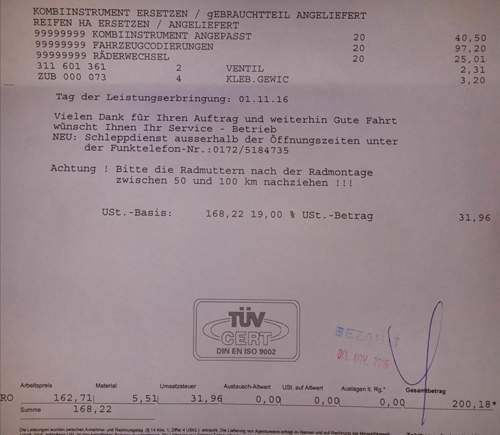 KOMBIINSTRUMENT ERSETZEN / gEBRAUCHTTEIL ANGELIEFERT
REIFEN HA ERSETZEN / ANGELIEFERT
99999999 KOMBIINSTRUMENT ANGEPASST 20 40,50
99999999 FAHRZEUGCODIERUNGEN 20 97,20
99999999 RÄDERWECHSEL 20 25,01
311 601 361 2 VENTIL 2,31
ZUB 000 073 4 KLEB.GEWIC 3,20
Tag der Leistungserbringung: 01.11.16
Vielen Dank für Ihren Auftrag und weiterhin Gute Fahrt
wünscht Ihnen Ihr Service - Betrieb
NEU: Schleppdienst ausserhalb der Öffnungszeiten unter
der Funktelefon-Nr.:0172/5184735
Achtung ! Bitte die Radmuttern nach der Radmontage
zwischen 50 und 100 km nachziehen !!!
USt.-Basis: 168,22 19,00 % USt.-Betrag 31,96
TÜV
CERT
DIN EN ISO 9002
BEZAHLT
NOV.
Arbeitspreis Material Umsatzsteuer Austausch-Altwert USt. auf Altwert Auslagen lt. Rg.* Gesamtbetrag
RO 162,71 5,51 31,96 0,00 0,00 0,00 200,18*
Summe 168,22